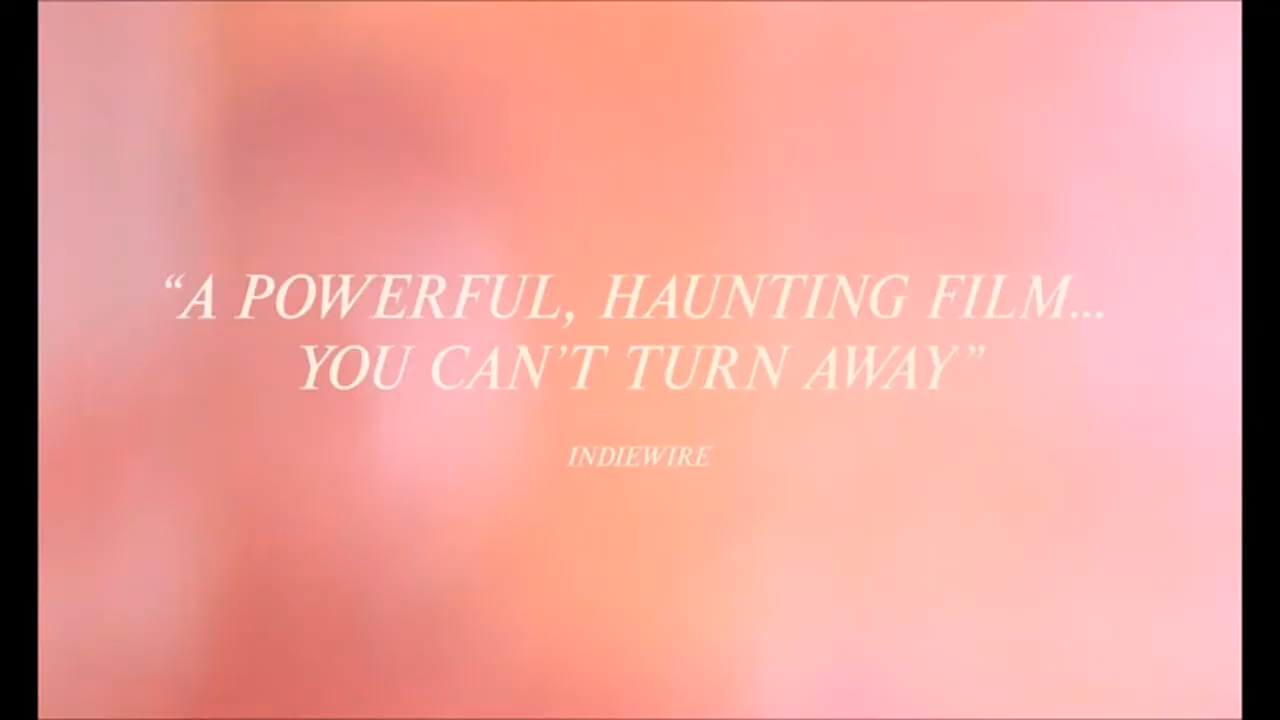 “A POWERFUL, HAUNTING FILM...
YOU CAN’T TURN AWAY”
INDIEWIRE